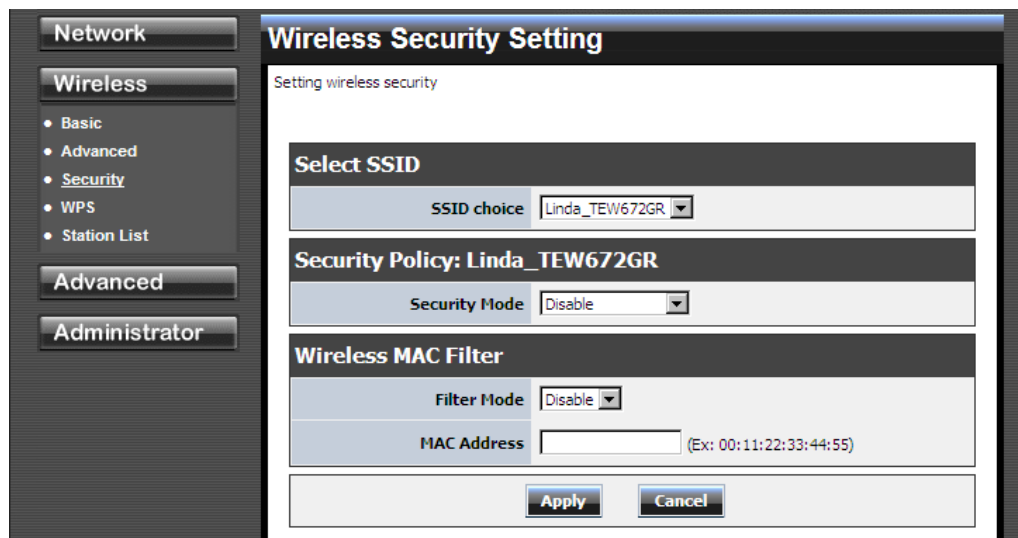 Network
Wireless
• Basic
• Advanced
• Security
• WPS
• Station List
Advanced
Administrator
Wireless Security Setting
Setting wireless security
Select SSID
SSID choice Linda_TEW672GR
Security Policy: Linda_TEW672GR
Security Mode Disable
Wireless MAC Filter
Filter Mode Disable
MAC Address (Ex: 00:11:22:33:44:55)
Apply Cancel